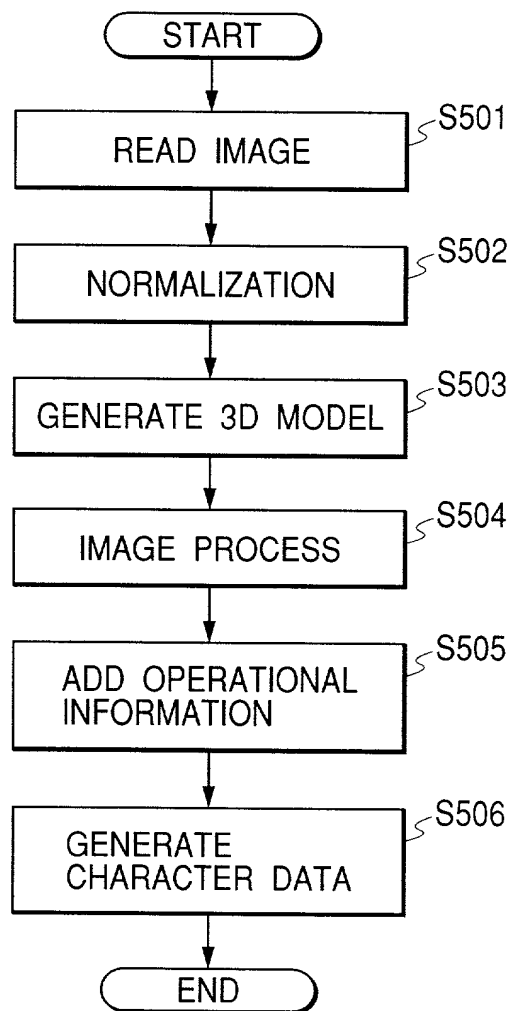 START
S501
READ IMAGE
S502
NORMALIZATION
S503
GENERATE 3D MODEL
S504
IMAGE PROCESS
S505
ADD OPERATIONAL
INFORMATION
S506
GENERATE
CHARACTER DATA
END